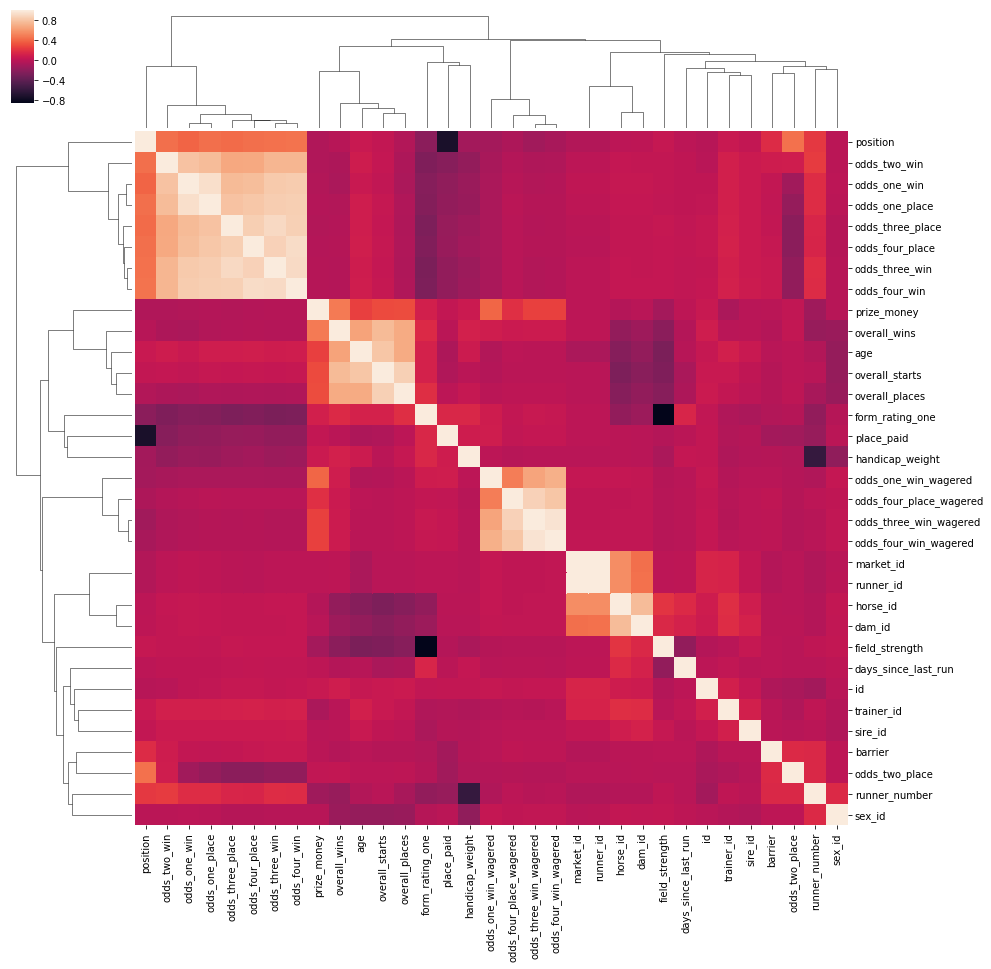 0.8
0.4
0.0
−0.4
−0.8
position
odds_two_win
odds_one_win
odds_one_place
odds_three_place
odds_four_place
odds_three_win
odds_four_win
prize_money
overall_wins
age
overall_starts
overall_places
form_rating_one
place_paid
handicap_weight
odds_one_win_wagered
odds_four_place_wagered
odds_three_win_wagered
odds_four_win_wagered
market_id
runner_id
horse_id
dam_id
field_strength
days_since_last_run
id
trainer_id
sire_id
barrier
odds_two_place
runner_number
sex_id
position
odds_two_win
odds_one_win
odds_one_place
odds_three_place
odds_four_place
odds_three_win
odds_four_win
prize_money
overall_wins
age
overall_starts
overall_places
form_rating_one
place_paid
handicap_weight
odds_one_win_wagered
odds_four_place_wagered
odds_three_win_wagered
odds_four_win_wagered
market_id
runner_id
horse_id
dam_id
field_strength
days_since_last_run
id
trainer_id
sire_id
barrier
odds_two_place
runner_number
sex_id